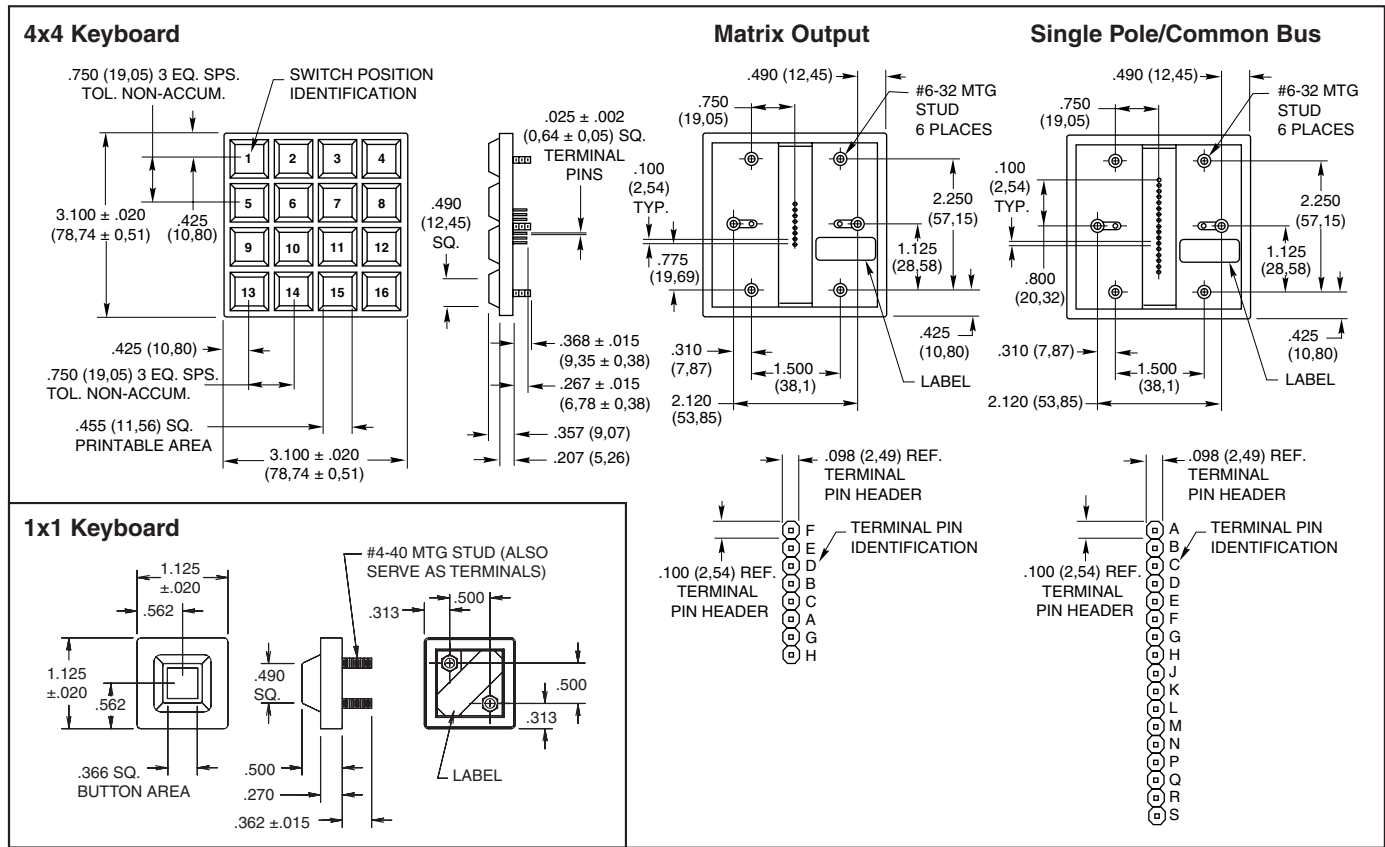 4x4 Keyboard
.750 (19,05) 3 EQ. SPS.
TOL. NON-ACCUM.
SWITCH POSITION
IDENTIFICATION
3.100 ± .020
(78,74 ± 0,51)
.425
(10,80)
1 2 3 4
5 6 7 8
9 10 11 12
13 14 15 16
.425 (10,80)
.750 (19,05) 3 EQ. SPS.
TOL. NON-ACCUM.
.455 (11,56) SQ.
PRINTABLE AREA
3.100 ± .020
(78,74 ± 0,51)
.025 ± .002
(0,64 ± 0,05) SQ.
TERMINAL
PINS
.490
(12,45)
SQ.
.368 ± .015
(9,35 ± 0,38)
.267 ± .015
(6,78 ± 0,38)
.357 (9,07)
.207 (5,26)
Matrix Output
.490 (12,45)
.750
(19,05)
#6-32 MTG
STUD
6 PLACES
.100
(2,54)
TYP.
2.250
(57,15)
1.125
(28,58)
.775
(19,69)
.425
(10,80)
.310
(7,87)
1.500
(38,1)
LABEL
2.120
(53,85)
.098 (2,49) REF.
TERMINAL
PIN HEADER
TERMINAL PIN
IDENTIFICATION
.100 (2,54) REF.
TERMINAL
PIN HEADER
F
E
D
B
C
A
G
H
Single Pole/Common Bus
.490 (12,45)
.750
(19,05)
#6-32 MTG
STUD
6 PLACES
.100
(2,54)
TYP.
2.250
(57,15)
1.125
(28,58)
.800
(20,32)
.425
(10,80)
.310 (7,87)
1.500
(38,1)
LABEL
2.120 (53,85)
.098 (2,49) REF.
TERMINAL
PIN HEADER
TERMINAL PIN
IDENTIFICATION
.100 (2,54) REF.
TERMINAL
PIN HEADER
A
B
C
D
E
F
G
H
J
K
L
M
N
P
Q
R
S
1x1 Keyboard
1.125
±.020
.562
1.125
±.020
.562
.366 SQ.
BUTTON AREA
#4-40 MTG STUD (ALSO
SERVE AS TERMINALS)
.490
SQ.
.500
.270
.362 ±.015
.313
.500
.500
.313
LABEL